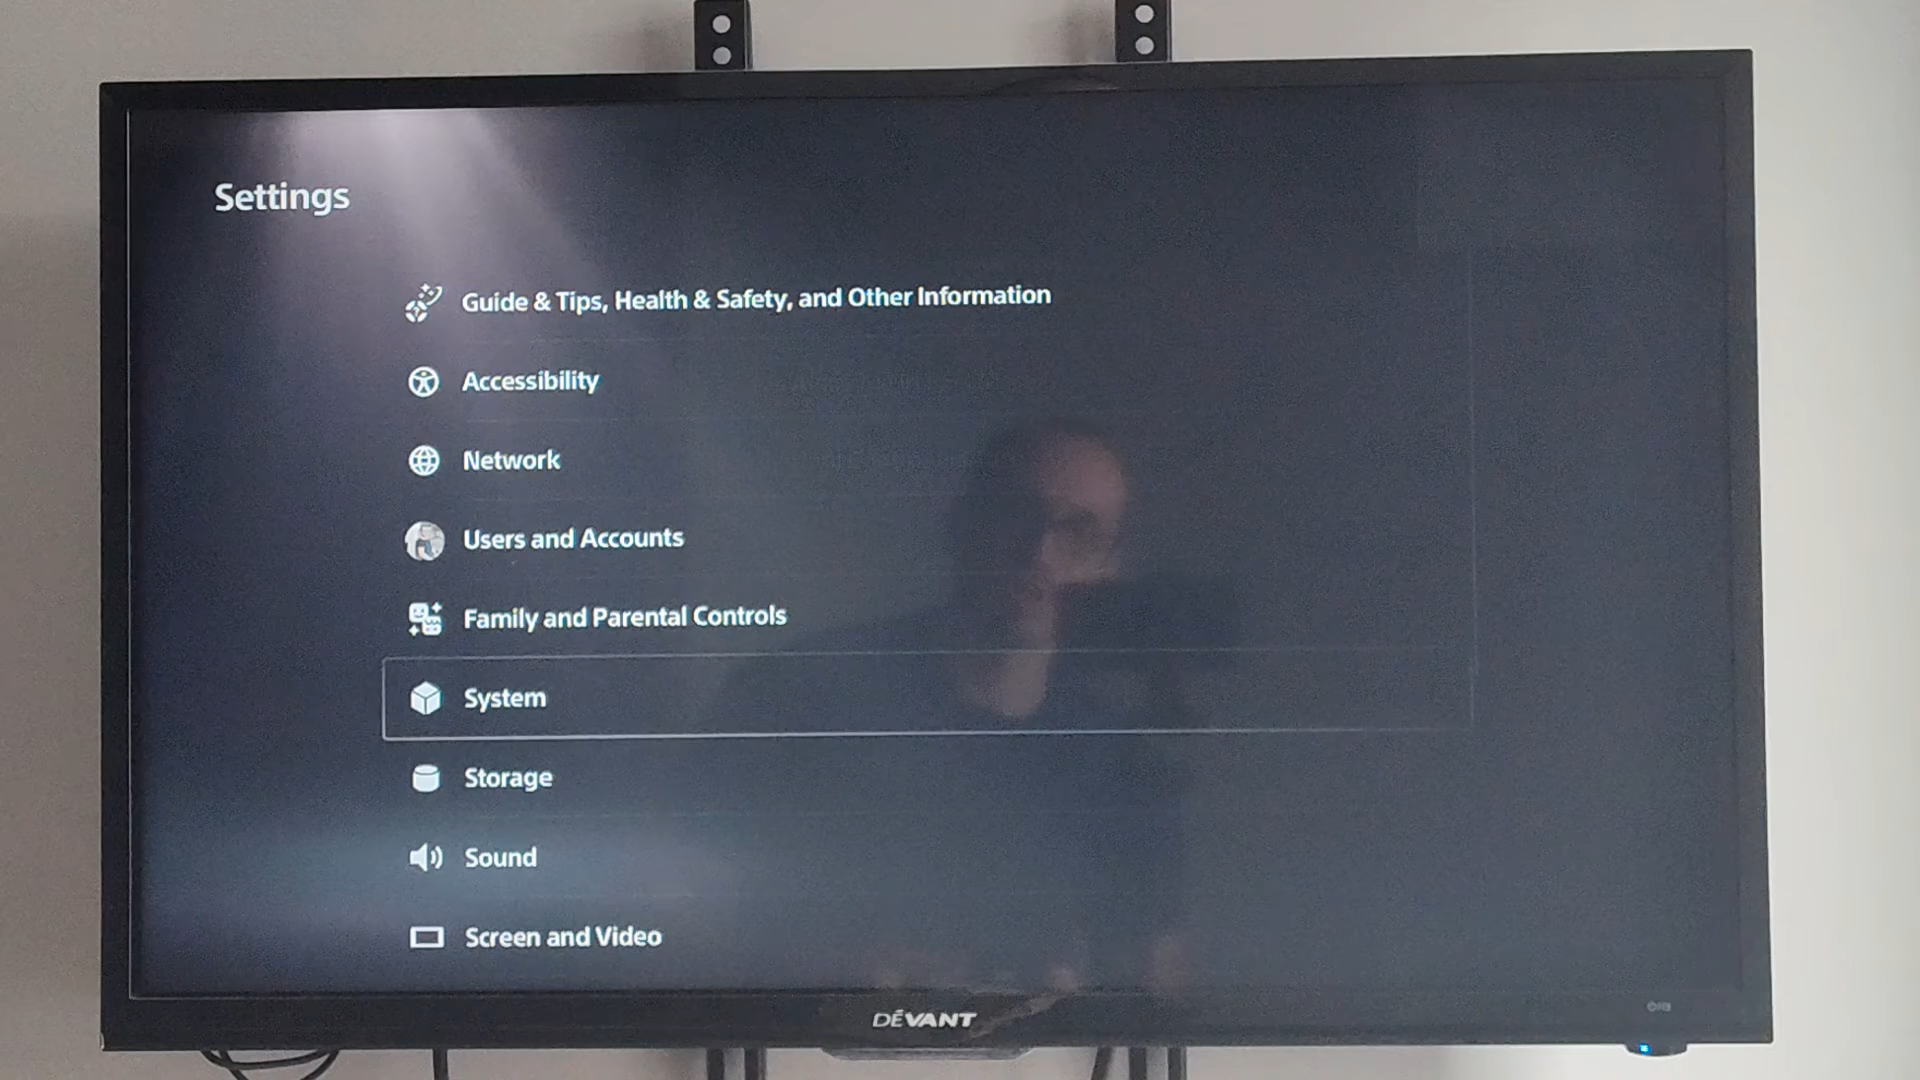 Settings
Guide & Tips, Health & Safety, and Other Information
Accessibility
Network
Users and Accounts
Family and Parental Controls
System
Storage
Sound
Screen and Video
DEVANT